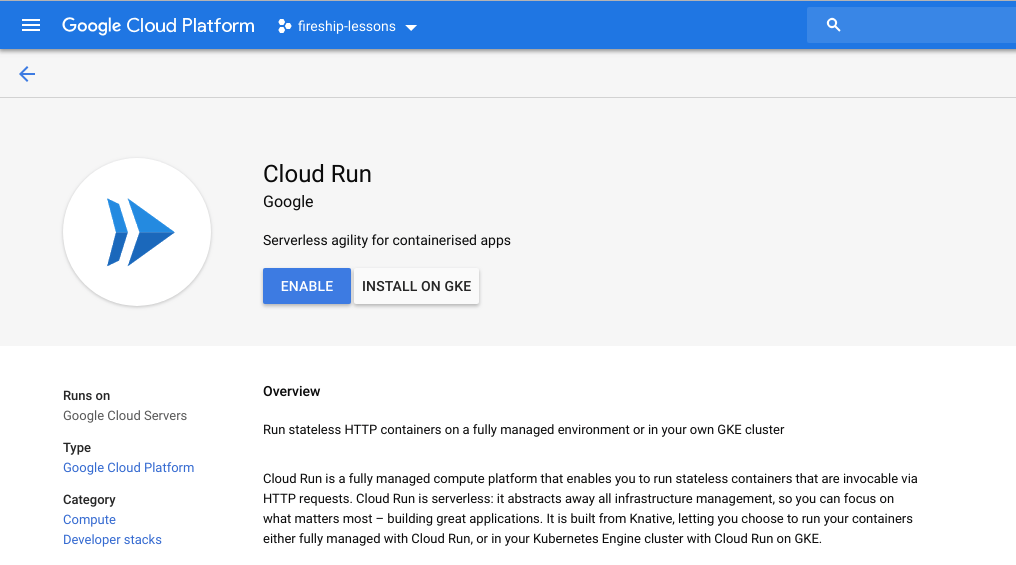 Google Cloud Platform
fireship-lessons
Cloud Run
Google
Serverless agility for containerised apps
ENABLE
INSTALL ON GKE
Runs on
Google Cloud Servers
Type
Google Cloud Platform
Category
Compute
Developer stacks
Overview
Run stateless HTTP containers on a fully managed environment or in your own GKE cluster
Cloud Run is a fully managed compute platform that enables you to run stateless containers that are invocable via
HTTP requests. Cloud Run is serverless: it abstracts away all infrastructure management, so you can focus on
what matters most – building great applications. It is built from Knative, letting you choose to run your containers
either fully managed with Cloud Run, or in your Kubernetes Engine cluster with Cloud Run on GKE.